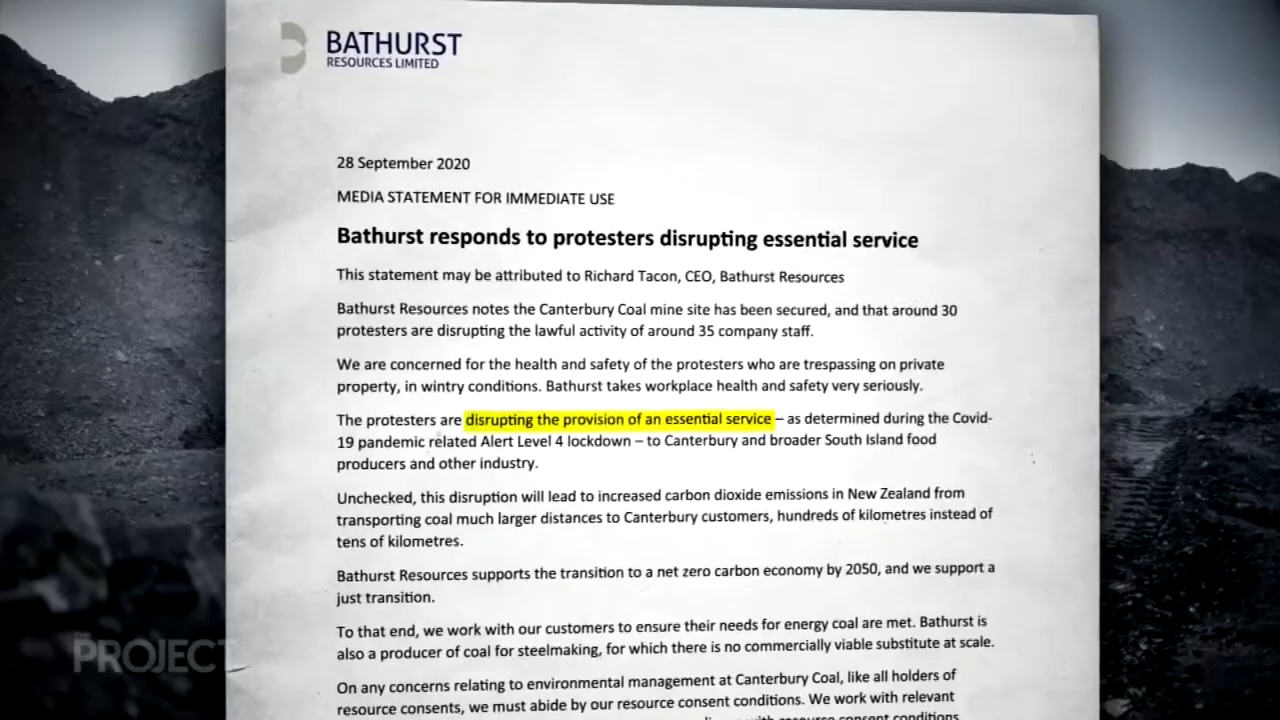 BATHURST
RESOURCES LIMITED
28 September 2020
MEDIA STATEMENT FOR IMMEDIATE USE
Bathurst responds to protesters disrupting essential service
This statement may be attributed to Richard Tacon, CEO, Bathurst Resources
Bathurst Resources notes the Canterbury Coal mine site has been secured, and that around 30
protesters are disrupting the lawful activity of around 35 company staff.
We are concerned for the health and safety of the protesters who are trespassing on private
property, in wintry conditions. Bathurst takes workplace health and safety very seriously.
The protesters are disrupting the provision of an essential service – as determined during the Covid-
19 pandemic related Alert Level 4 lockdown – to Canterbury and broader South Island food
producers and other industry.
Unchecked, this disruption will lead to increased carbon dioxide emissions in New Zealand from
transporting coal much larger distances to Canterbury customers, hundreds of kilometres instead of
tens of kilometres.
Bathurst Resources supports the transition to a net zero carbon economy by 2050, and we support a
just transition.
To that end, we work with our customers to ensure their needs for energy coal are met. Bathurst is
also a producer of coal for steelmaking, for which there is no commercially viable substitute at scale.
On any concerns relating to environmental management at Canterbury Coal, like all holders of
resource consents, we must abide by our resource consent conditions. We work with relevant
with resource consent conditions
PROJECT